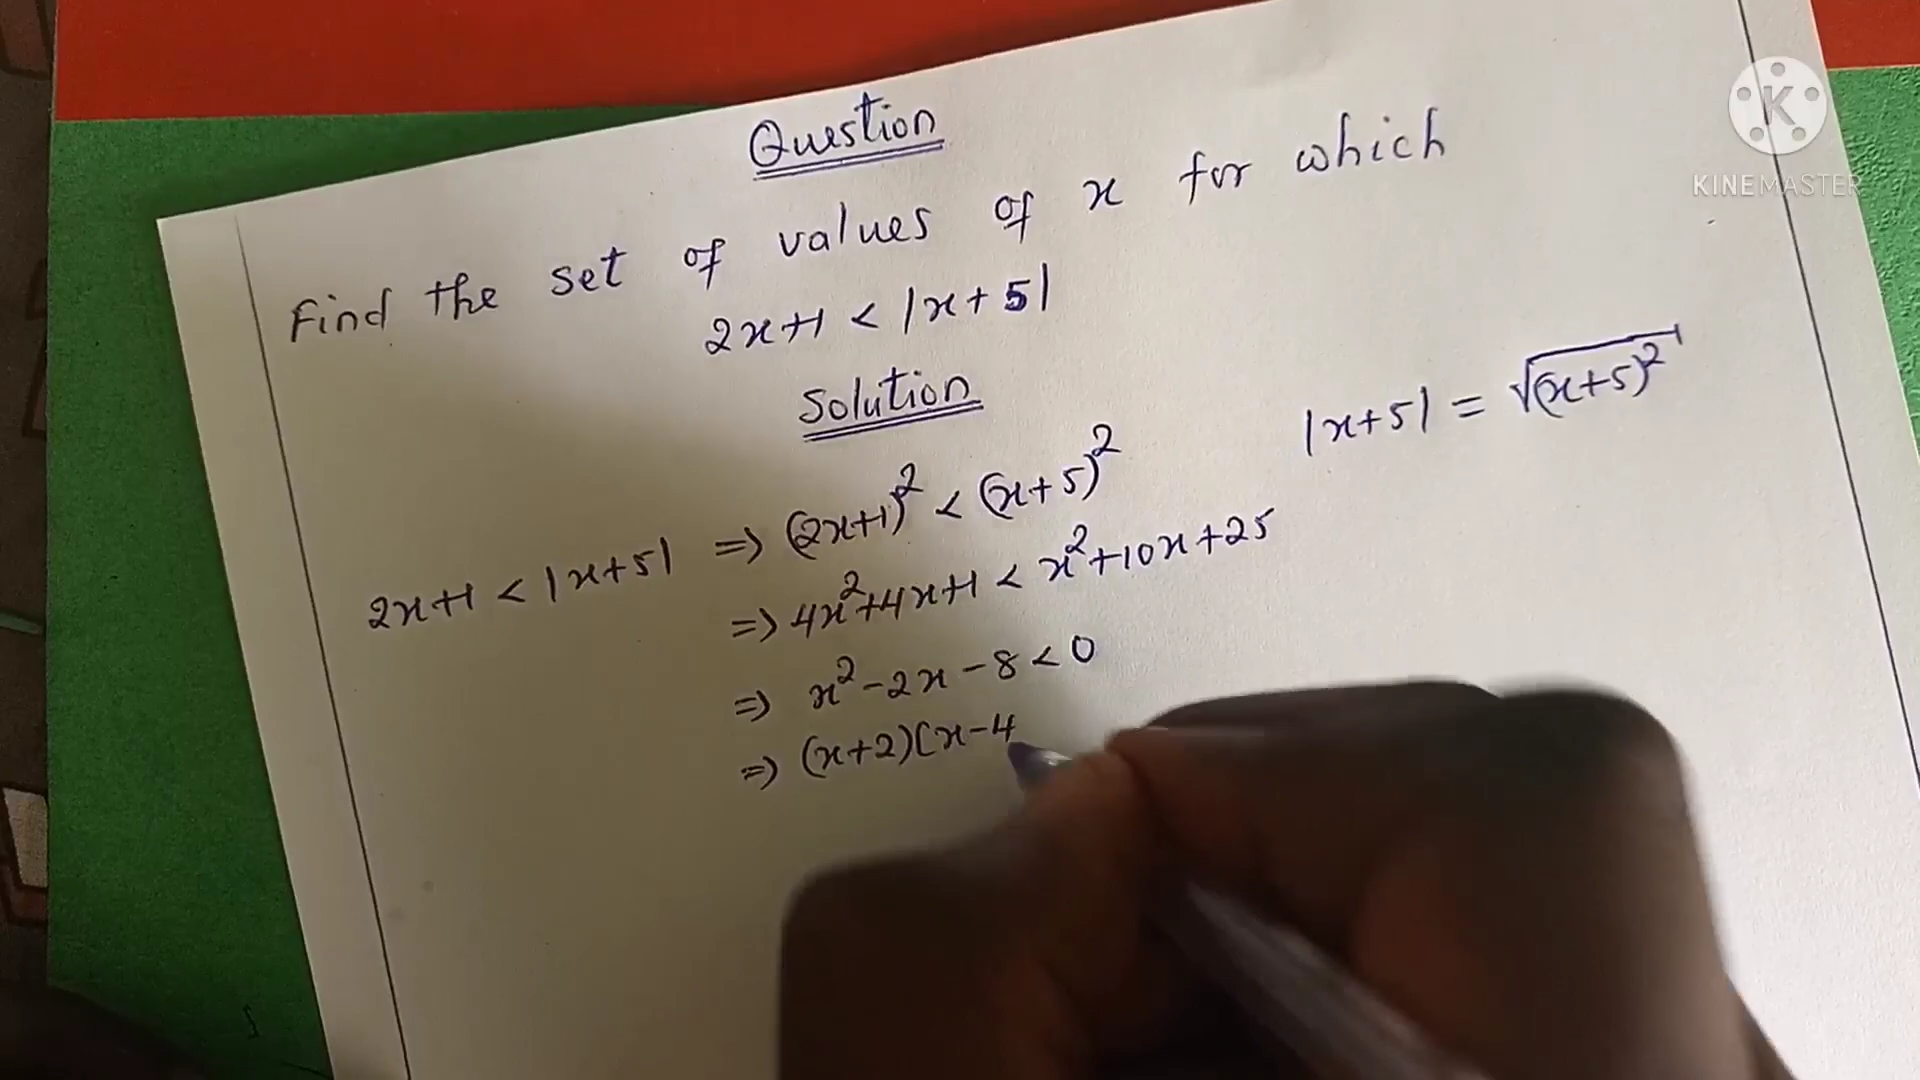 Question
Find the set of values of x for which
2x+1 < |x+5|
Solution
|x+5| = √(x+5)²
2x+1 < |x+5| => (2x+1)² < (x+5)²
=> 4x²+4x+1 < x²+10x+25
=> x²-2x-8<0
=> (x+2)(x-4
K
KINEMASTER